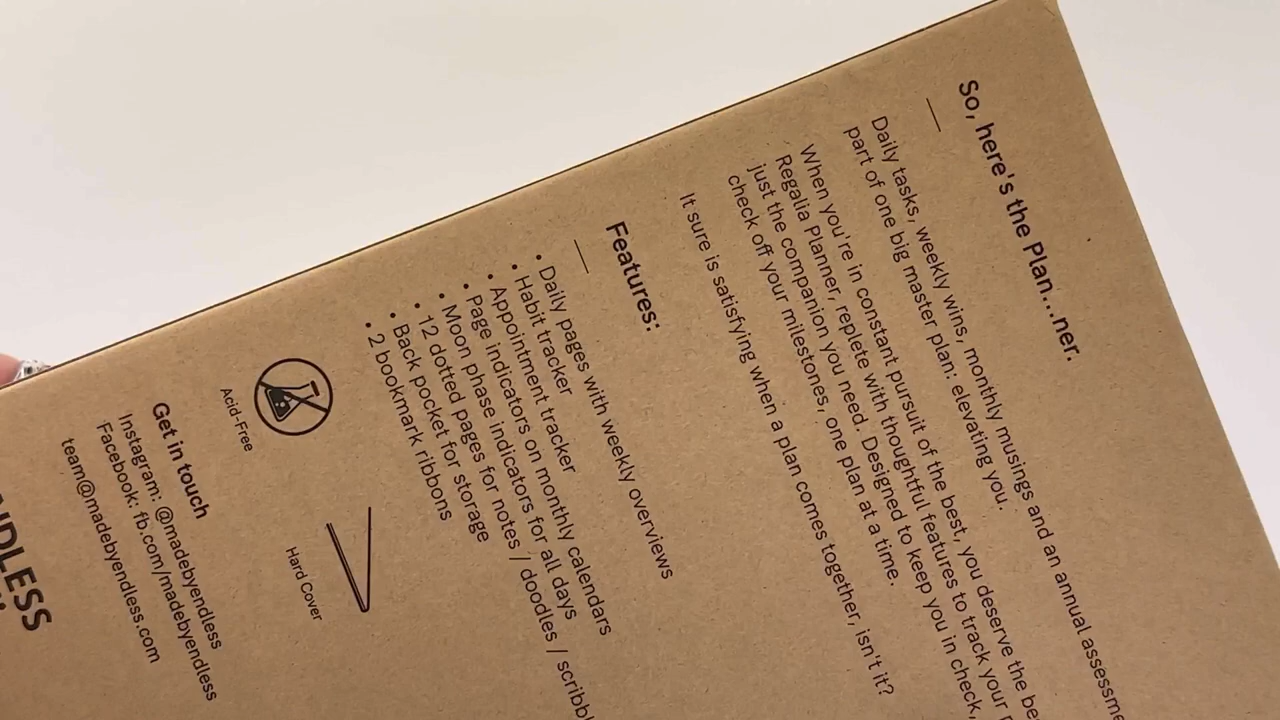 So, here's the Plan...ner.
Daily tasks, weekly wins, monthly musings and an annual
part of one big master plan: elevating you.
When you're in constant pursuit of the best, you deserve the
Regalia Planner, replete with thoughtful features to track your
just the companion you need. Designed to keep you in check,
check off your milestones, one plan at a time.
It sure is satisfying when a plan comes together, isn't it?
Features:
• Daily pages with weekly overviews
• Habit tracker
• Appointment tracker
• Page indicators on monthly calendars
• Moon phase indicators for all days
• 12 dotted pages for notes / doodles /
• Back pocket for storage
• 2 bookmark ribbons
Acid-Free
Hard Cover
Get in touch
Instagram: @madebyendless
Facebook: fb.com/madebyendless
team@madebyendless.com